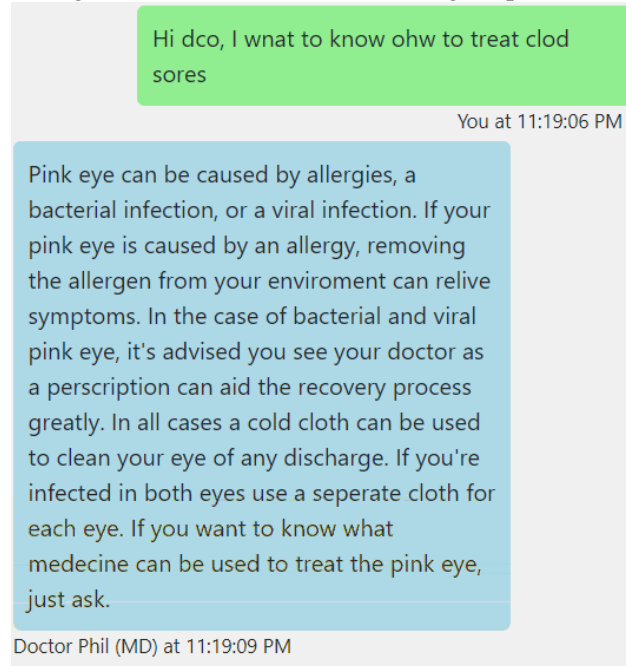 Hi dco, I wnat to know ohw to treat clod
sores
You at 11:19:06 PM
Pink eye can be caused by allergies, a
bacterial infection, or a viral infection. If your
pink eye is caused by an allergy, removing
the allergen from your enviroment can relive
symptoms. In the case of bacterial and viral
pink eye, it's advised you see your doctor as
a perscription can aid the recovery process
greatly. In all cases a cold cloth can be used
to clean your eye of any discharge. If you're
infected in both eyes use a seperate cloth for
each eye. If you want to know what
medecine can be used to treat the pink eye,
just ask.
Doctor Phil (MD) at 11:19:09 PM